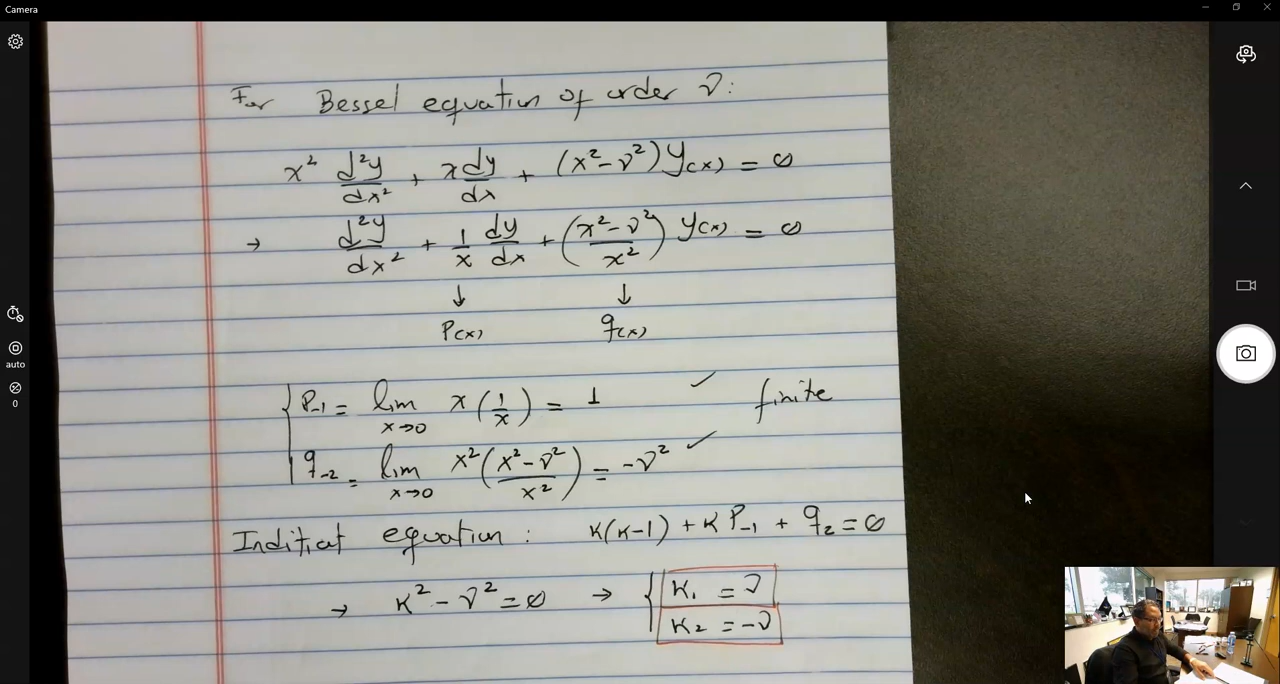 Camera
For Bessel equation of order ν:
x² d²y/dx² + x dy/dx + (x²-ν²) y(x) = 0
→ d²y/dx² + 1/x dy/dx + (x²-ν²/x²) y(x) = 0
↓ ↓
P(x) q(x)
P-1 = lim x→0 x(1/x) = 1 ✓ finite
q-2 = lim x→0 x²(x²-ν²/x²) = -ν² ✓
Inditial equation: K(K-1) + K P-1 + q2 = 0
→ K² - ν² = 0 → { K1 = ν
K2 = -ν
auto
0